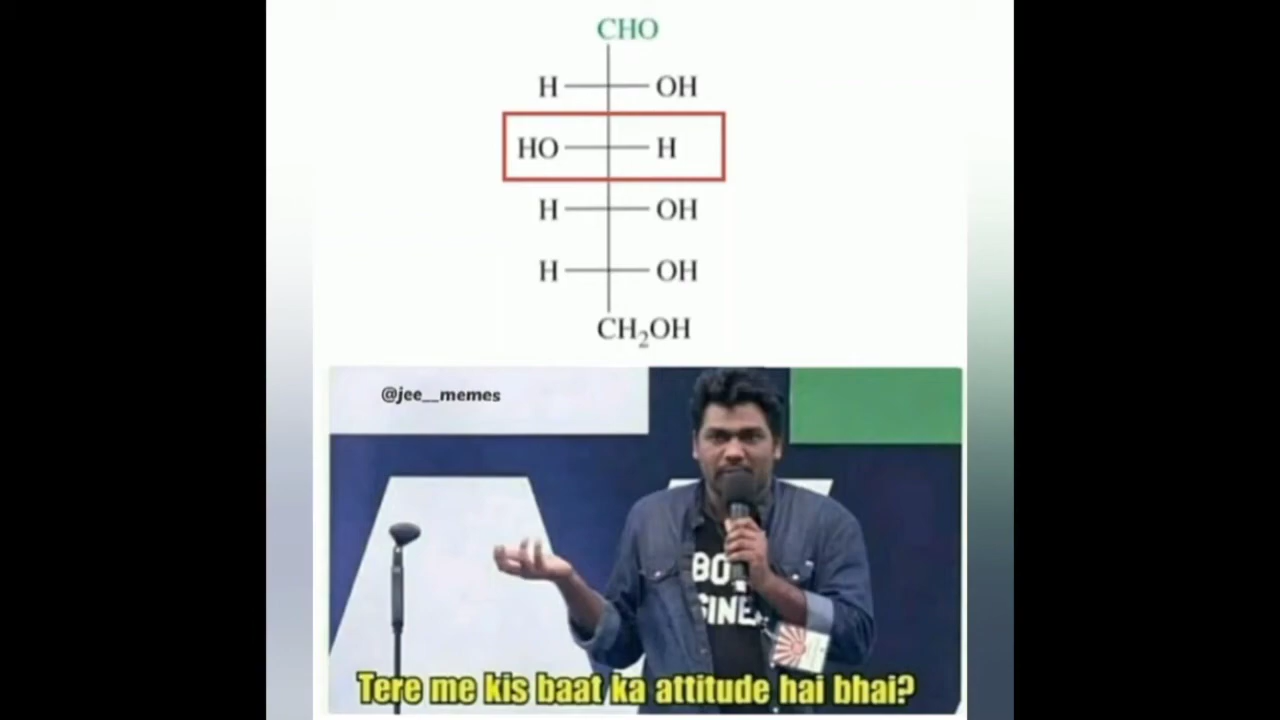 CHO
H OH
HO H
H OH
H OH
CH₂OH
@jee__memes
Tere me kis baat ka attitude hai bhai?